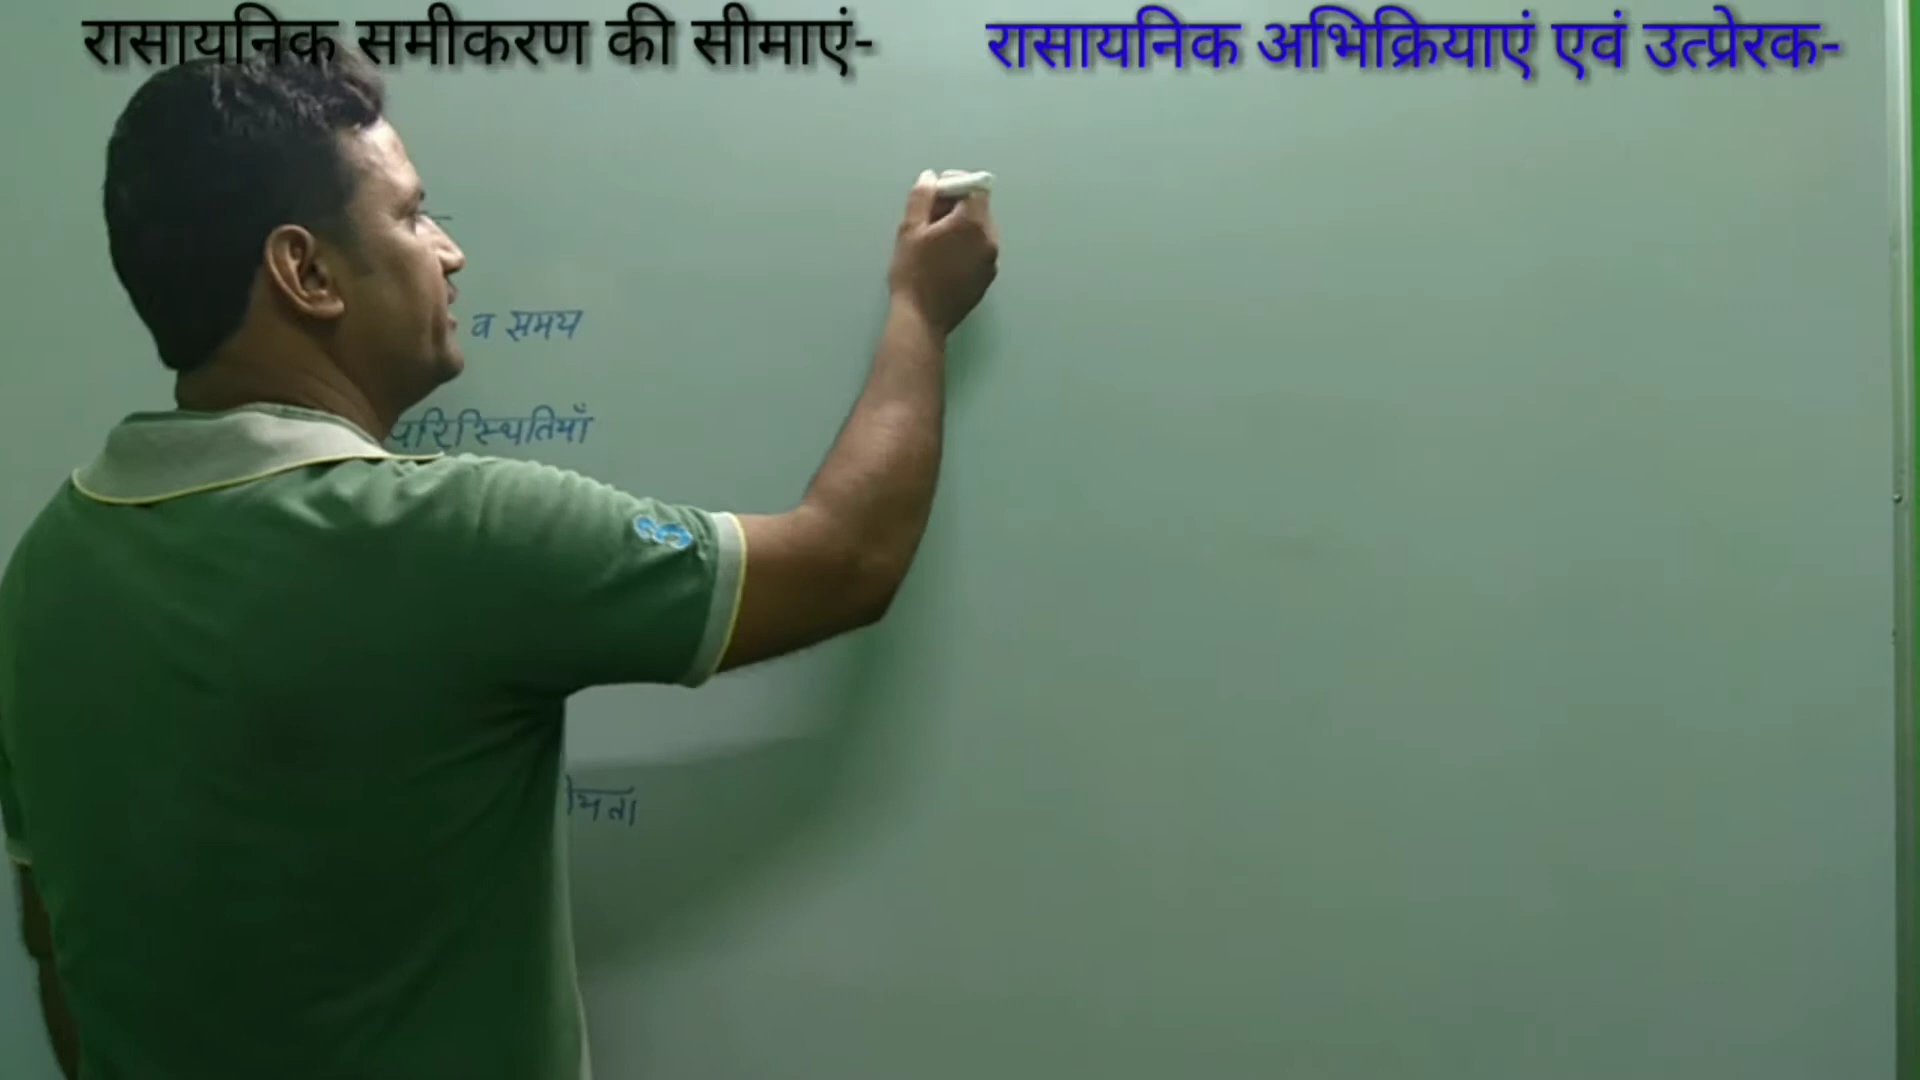 रासायनिक समीकरण की सीमाएं-
रासायनिक अभिक्रियाएं एवं उत्प्रेरक-
व समय
परिस्थितियाँ